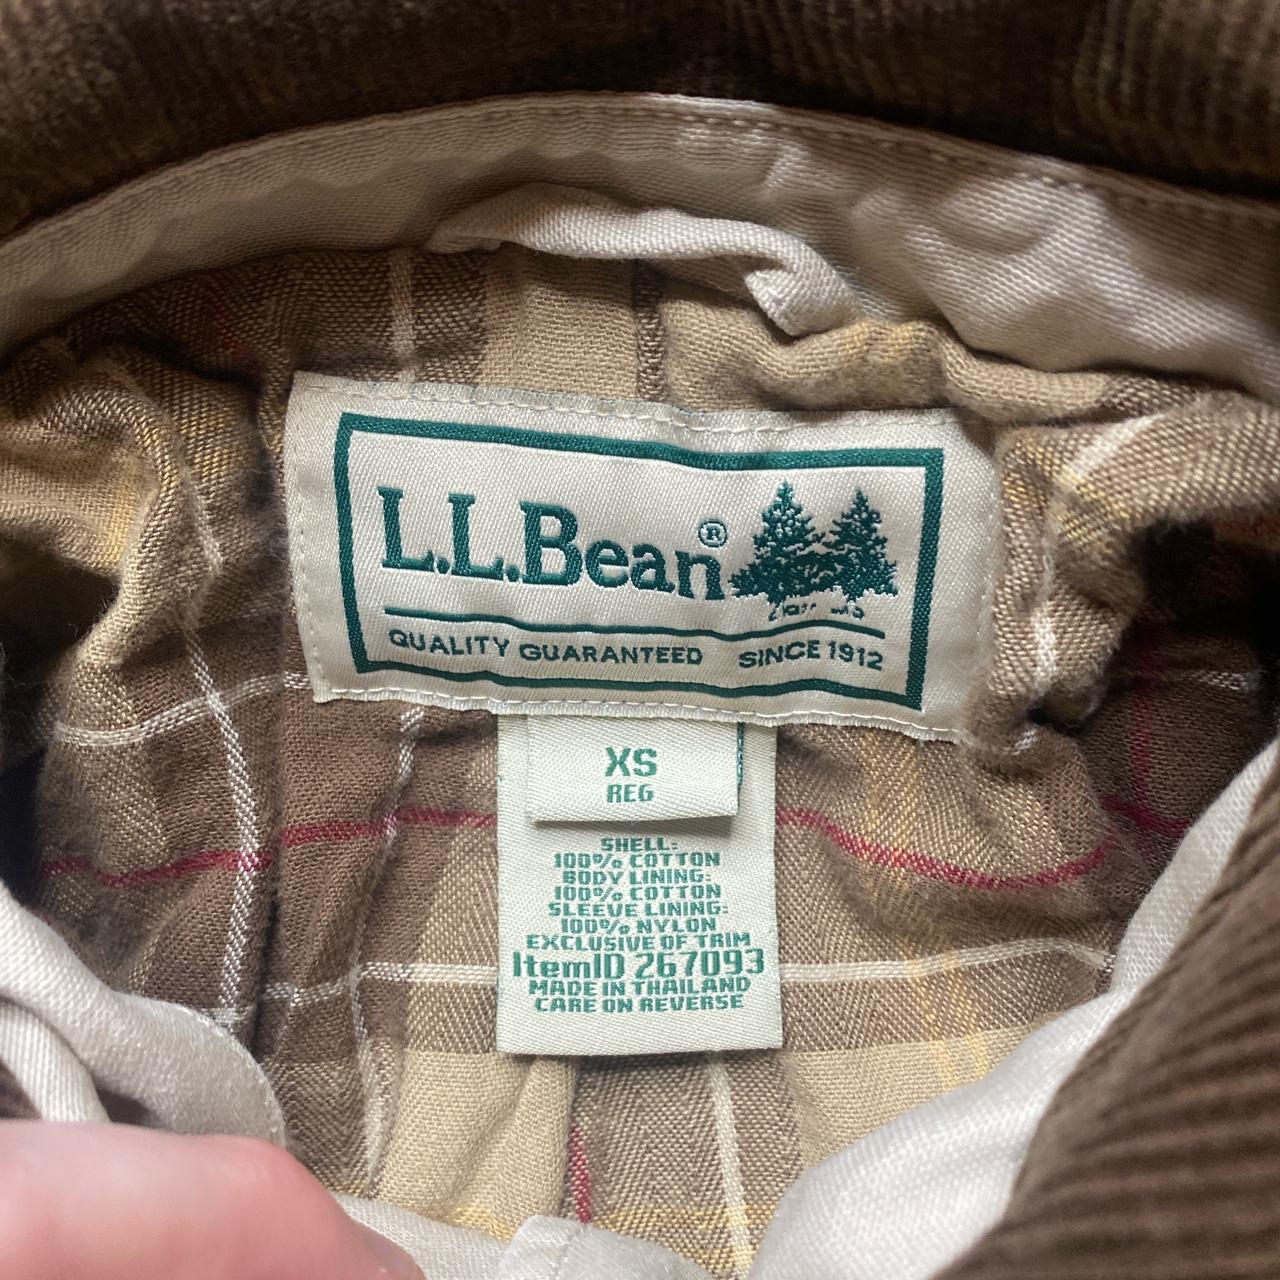 L.L.Bean®
QUALITY GUARANTEED SINCE 1912
XS
REG
SHELL:
100% COTTON
BODY LINING:
100% COTTON
SLEEVE LINING:
100% NYLON
EXCLUSIVE OF TRIM
ItemID 267093
MADE IN THAILAND
CARE ON REVERSE